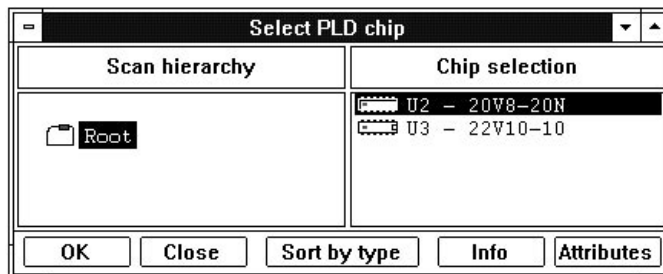 Select PLD chip
Scan hierarchy
Chip selection
Root
U2 - 20V8-20N
U3 - 22V10-10
OK
Close
Sort by type
Info
Attributes